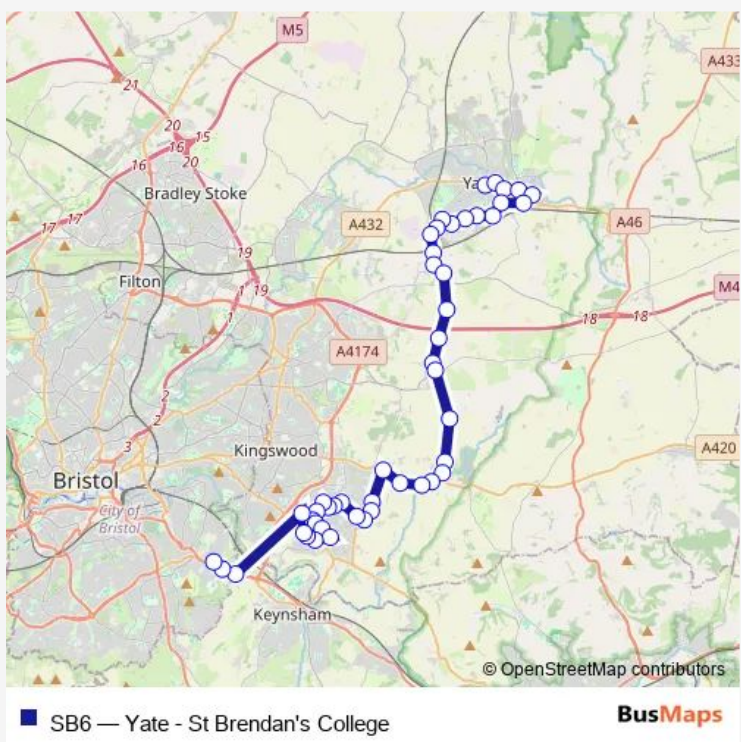 M5
A433
21
20
15
16
20
16
Bradley Stoke
17
17
A432
A46
19
Filton
1
19
M4
1
18
18
A4174
2
2
Kingswood
A420
3
Bristol
City of
Bristol
Keynsham
© OpenStreetMap contributors
SB6 — Yate - St Brendan's College
BusMaps